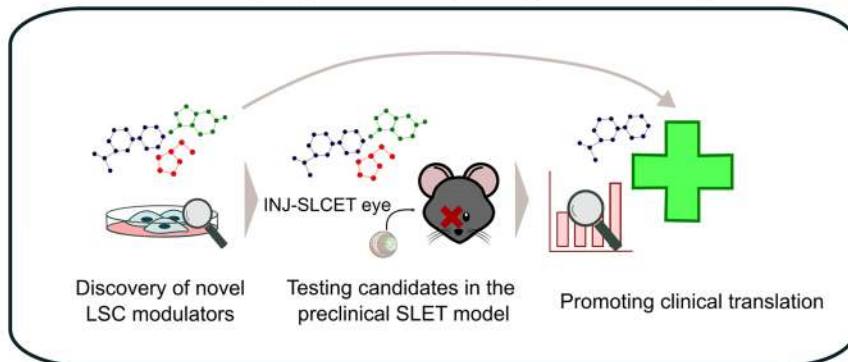 INJ-SLCET eye
Discovery of novel
LSC modulators
Testing candidates in the
preclinical SLET model
Promoting clinical translation